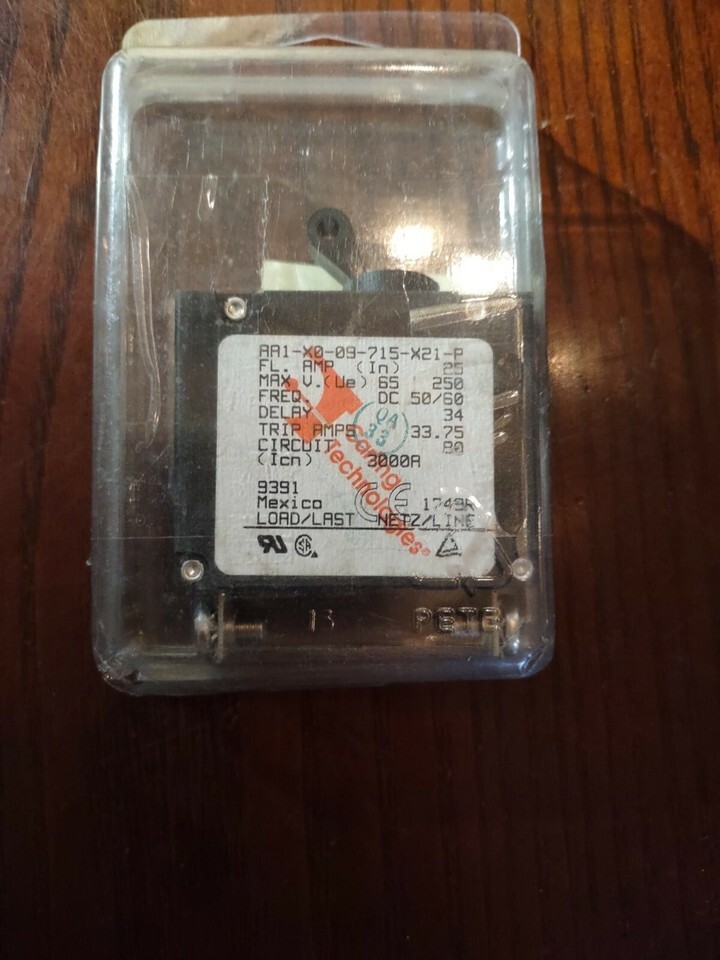 AA1-X0-09-715-X21-P
FL. AMP (In) 25
MAX V.(Ue) 65 250
FREQ. DC 50/60
DELAY 34
TRIP AMPS 33.75
CIRCUIT 80
(Icn) 3000A
QA
33
Carling
Technologies®
9391
Mexico 1749A
CE
LOAD/LAST NETZ/LINE
13 PETE